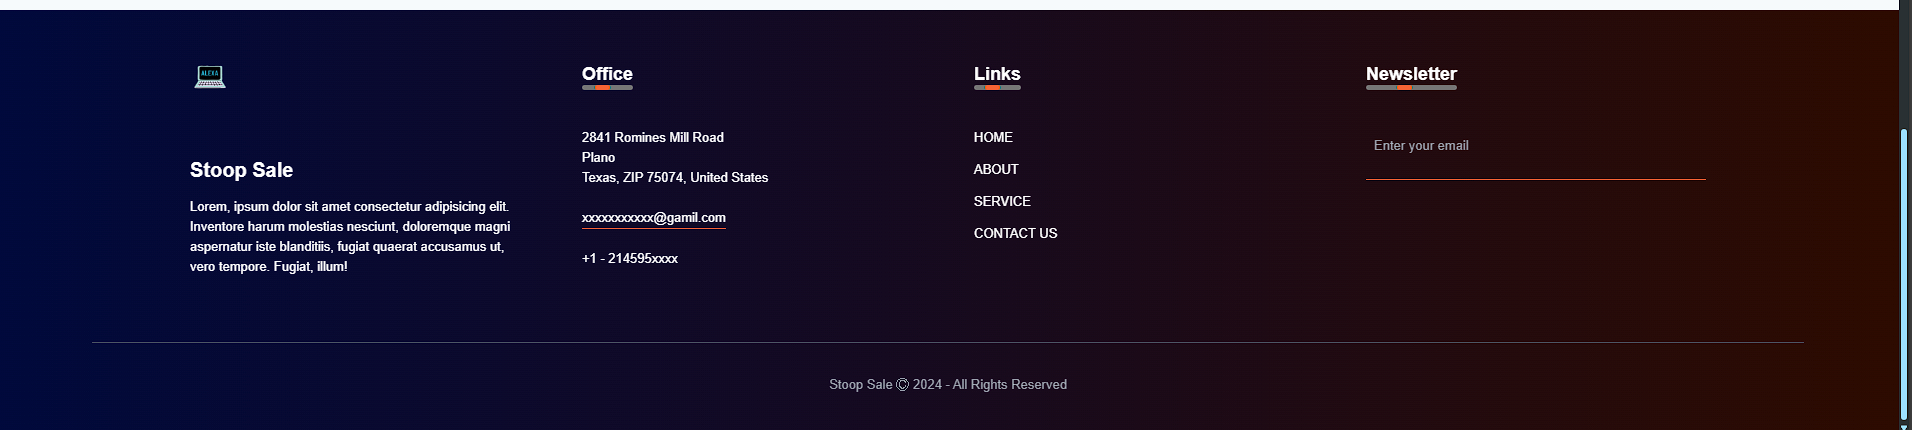 ALEXA
Stoop Sale
Lorem, ipsum dolor sit amet consectetur adipisicing elit.
Inventore harum molestias nesciunt, doloremque magni
aspernatur iste blanditiis, fugiat quaerat accusamus ut,
vero tempore. Fugiat, illum!
Office
2841 Romines Mill Road
Plano
Texas, ZIP 75074, United States
xxxxxxxxxxx@gamil.com
+1 - 214595xxxx
Links
HOME
ABOUT
SERVICE
CONTACT US
Newsletter
Enter your email
Stoop Sale © 2024 - All Rights Reserved